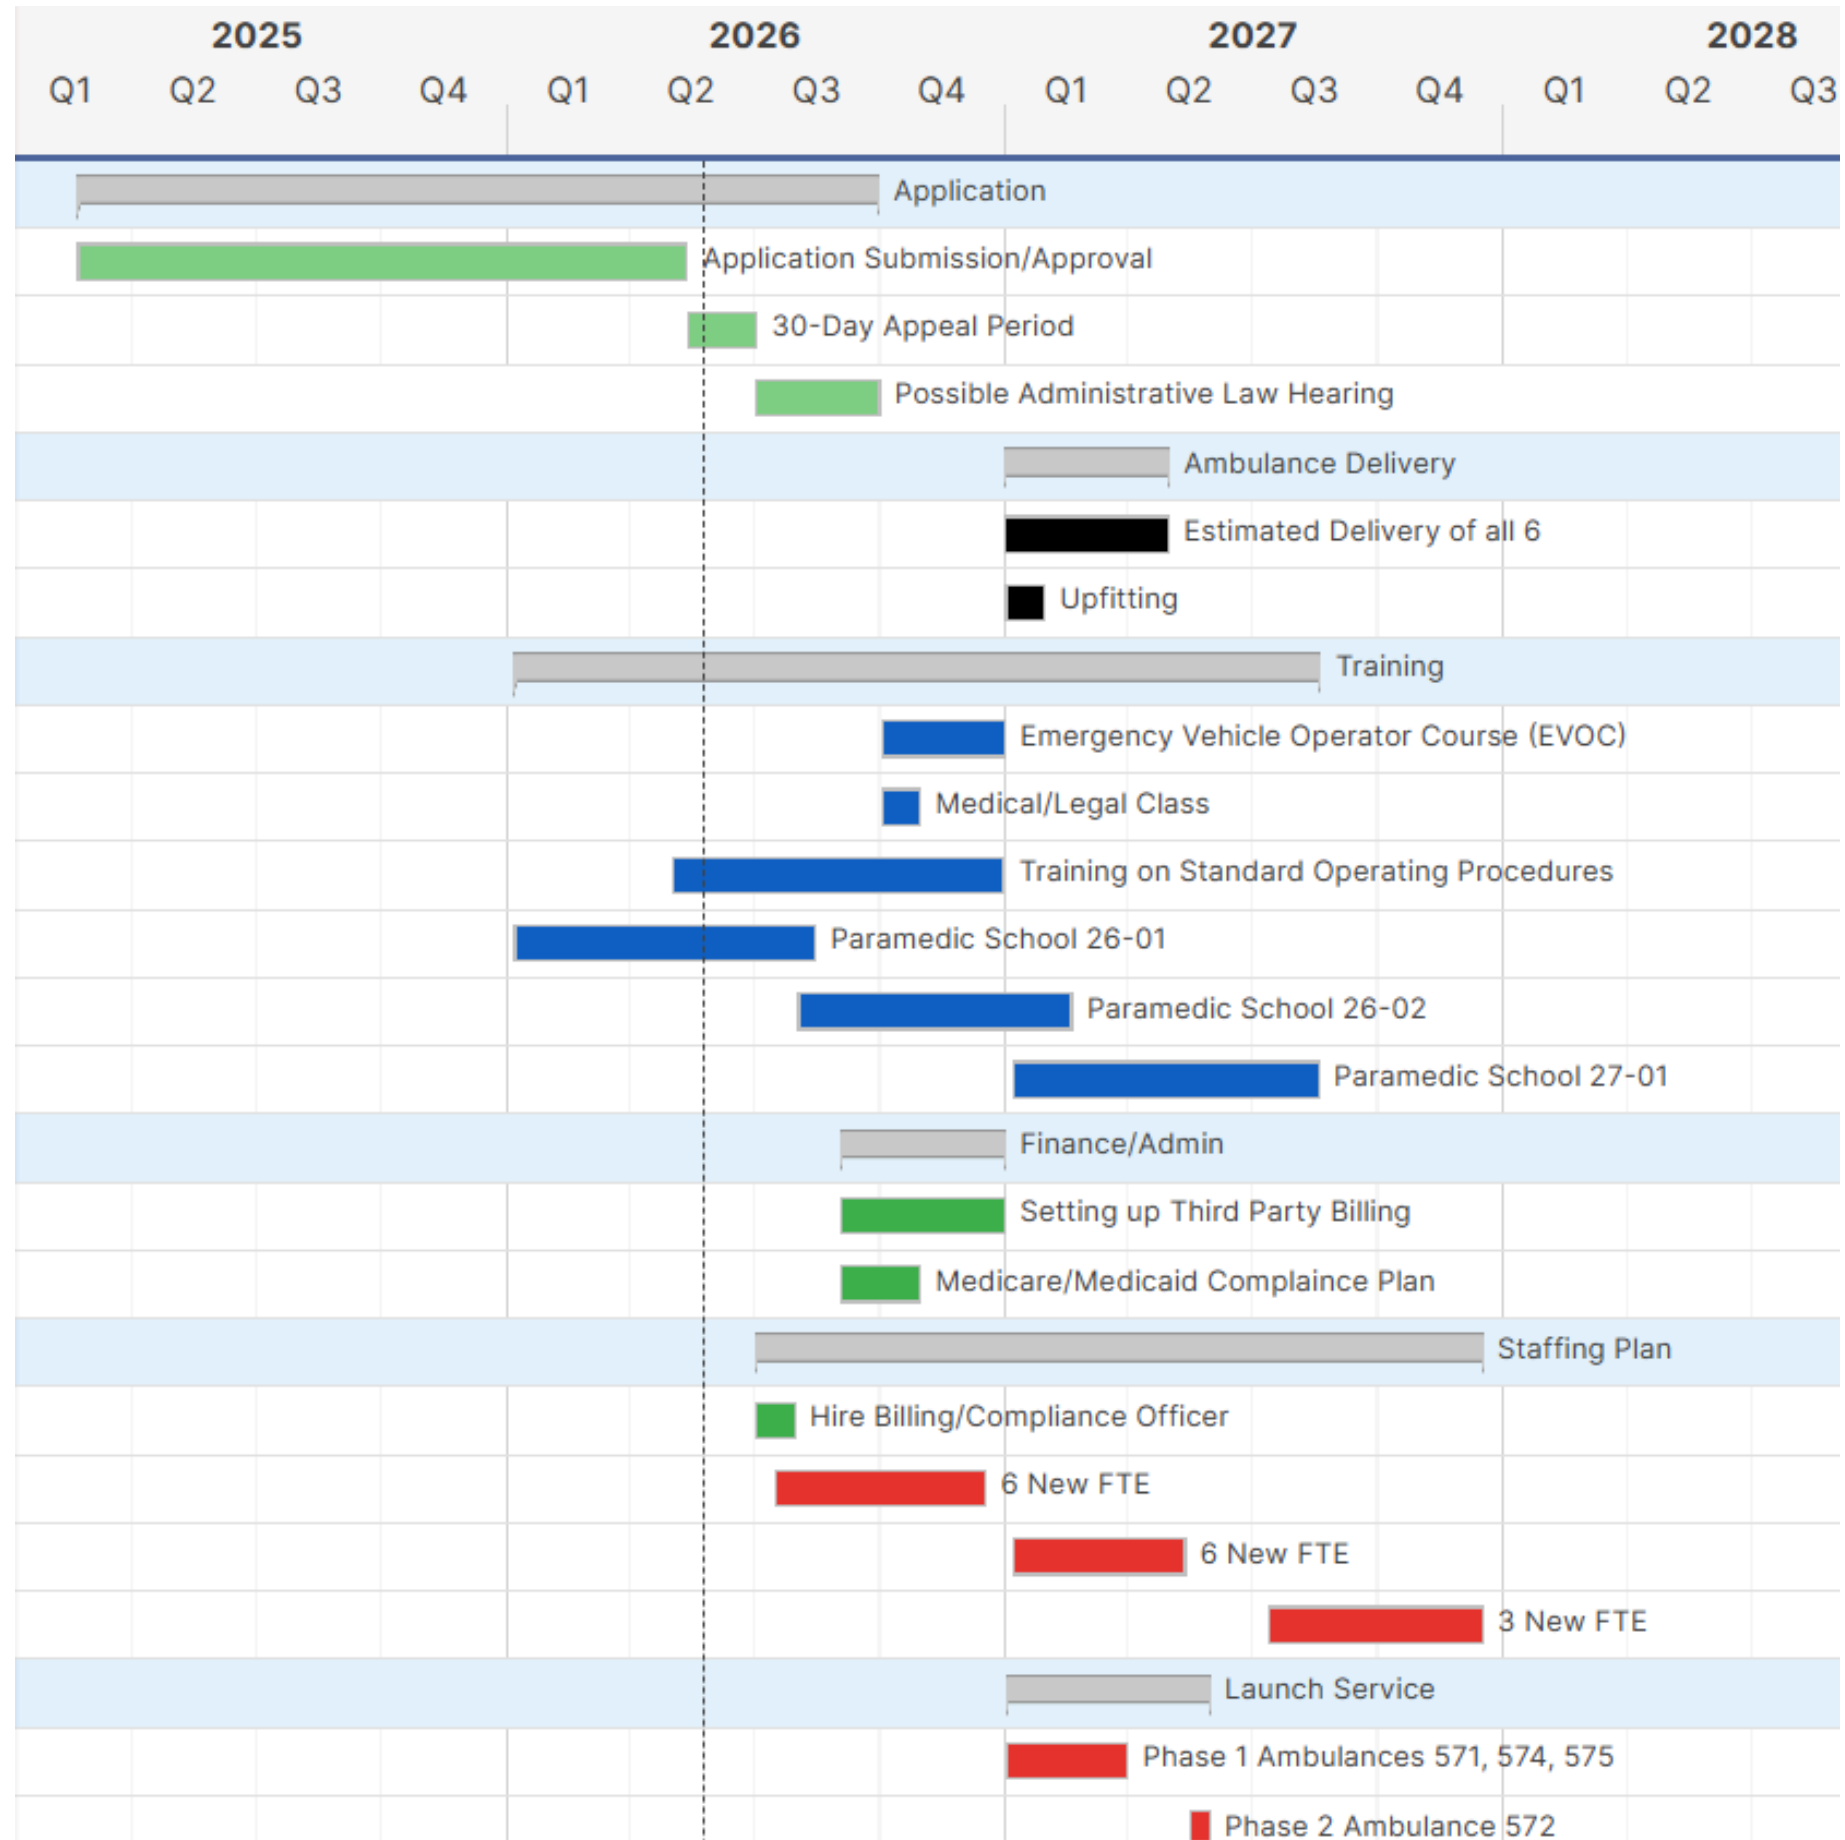 2025 2026 2027 2028
Q1 Q2 Q3 Q4 Q1 Q2 Q3 Q4 Q1 Q2 Q3 Q4 Q1 Q2 Q3
Application
Application Submission/Approval
30-Day Appeal Period
Possible Administrative Law Hearing
Ambulance Delivery
Estimated Delivery of all 6
Upfitting
Training
Emergency Vehicle Operator Course (EVOC)
Medical/Legal Class
Training on Standard Operating Procedures
Paramedic School 26-01
Paramedic School 26-02
Paramedic School 27-01
Finance/Admin
Setting up Third Party Billing
Medicare/Medicaid Complaince Plan
Staffing Plan
Hire Billing/Compliance Officer
6 New FTE
6 New FTE
3 New FTE
Launch Service
Phase 1 Ambulances 571, 574, 575
Phase 2 Ambulance 572